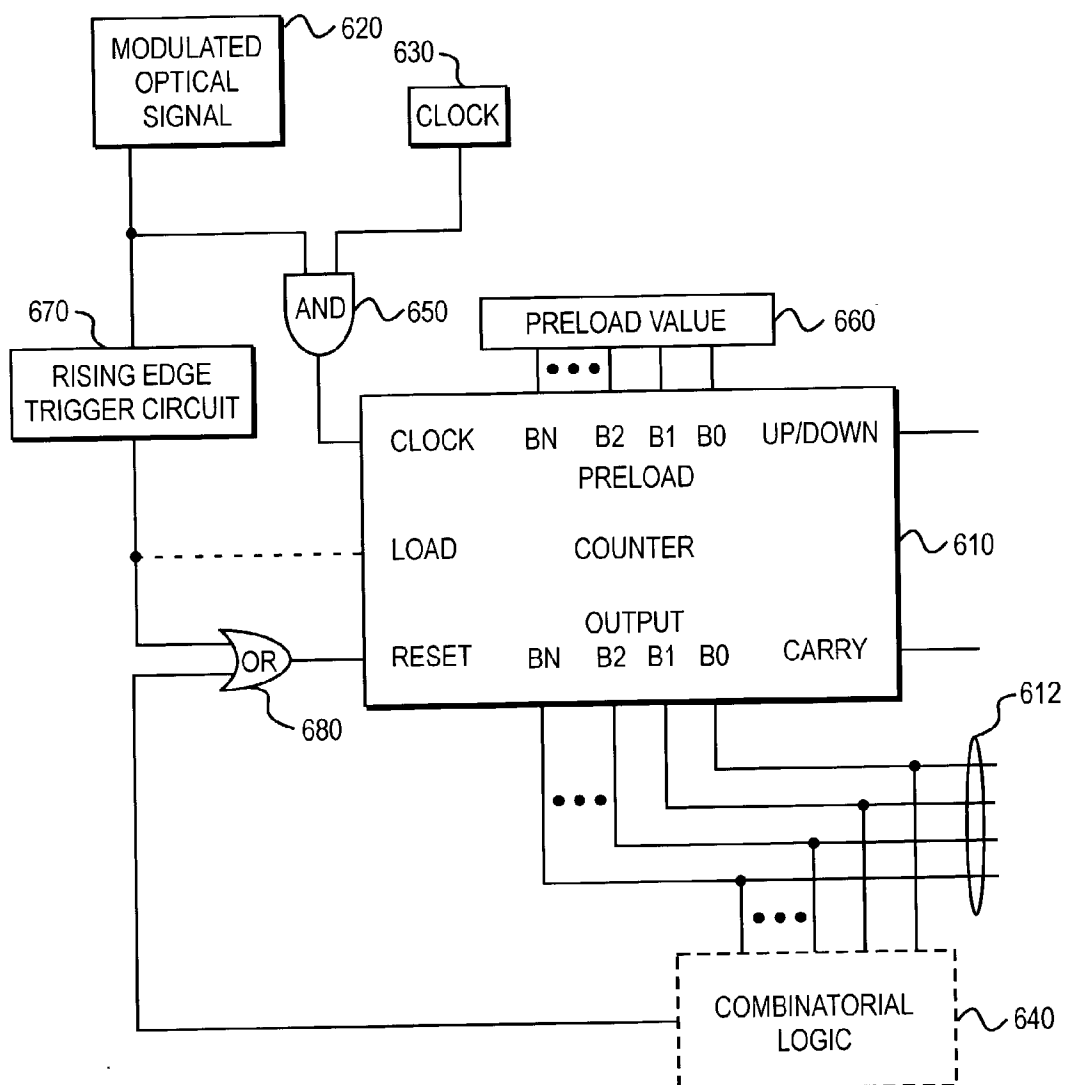 MODULATED
OPTICAL
SIGNAL
620
630
CLOCK
AND
650
670
RISING EDGE
TRIGGER CIRCUIT
PRELOAD VALUE
660
CLOCK BN B2 B1 B0 UP/DOWN
PRELOAD
LOAD COUNTER
610
OUTPUT
RESET BN B2 B1 B0 CARRY
OR
680
612
COMBINATORIAL
LOGIC
640